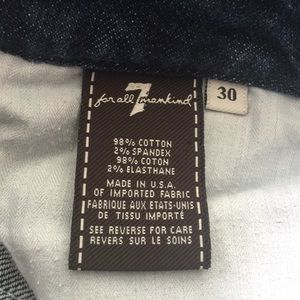 7
for all mankind
30
98% COTTON
2% SPANDEX
98% COTON
2% ELASTHANE
MADE IN U.S.A.
OF IMPORTED FABRIC
FABRIQUE AUX ETATS-UNIS
DE TISSU IMPORTÉ
SEE REVERSE FOR CARE
REVERS SUR LE SOINS